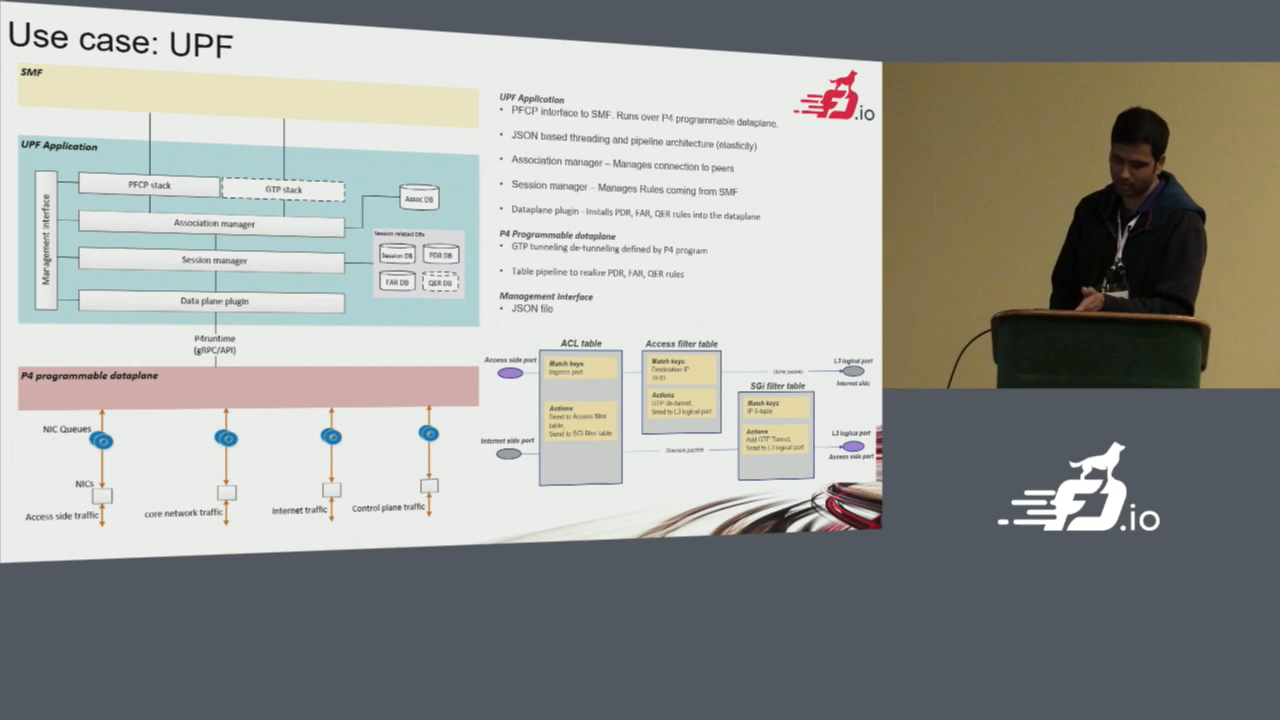 Use case: UPF
SMF
UPF Application
Management Interface
PFCP stack
GTP stack
Association manager
Session manager
Data plane plugin
Assoc DB
Session related DBs
Session DB
PDR DB
FAR DB
QER DB
P4runtime
(gRPC/API)
P4 programmable dataplane
NIC Queues
NICs
Access side traffic
core network traffic
Internet traffic
Control plane traffic
UPF Application
• PFCP interface to SMF. Runs over P4 programmable dataplane.
• JSON based threading and pipeline architecture (elasticity)
• Association manager – Manages connection to peers
• Session manager – Manages Rules coming from SMF
• Dataplane plugin - Installs PDR, FAR, QER rules into the dataplane
P4 Programmable dataplane
• GTP tunneling de-tunneling defined by P4 program
• Table pipeline to realize PDR, FAR, QER rules
Management Interface
• JSON file
ACL table
Access side port
Match keys
Ingress port
Actions
Send to Access filter
table,
Send to SGi filter table
Internet side port
Access filter table
Match keys
Destination IP
TEID
Actions
GTP de-tunnel,
Send to L3 logical port
SGi filter table
Match keys
IP 5-tuple
Actions
Add GTP Tunnel,
Send to L3 logical port
L3 logical port
Internet side
Downlink packets
L3 logical port
Access side port
FD.io
FD.io